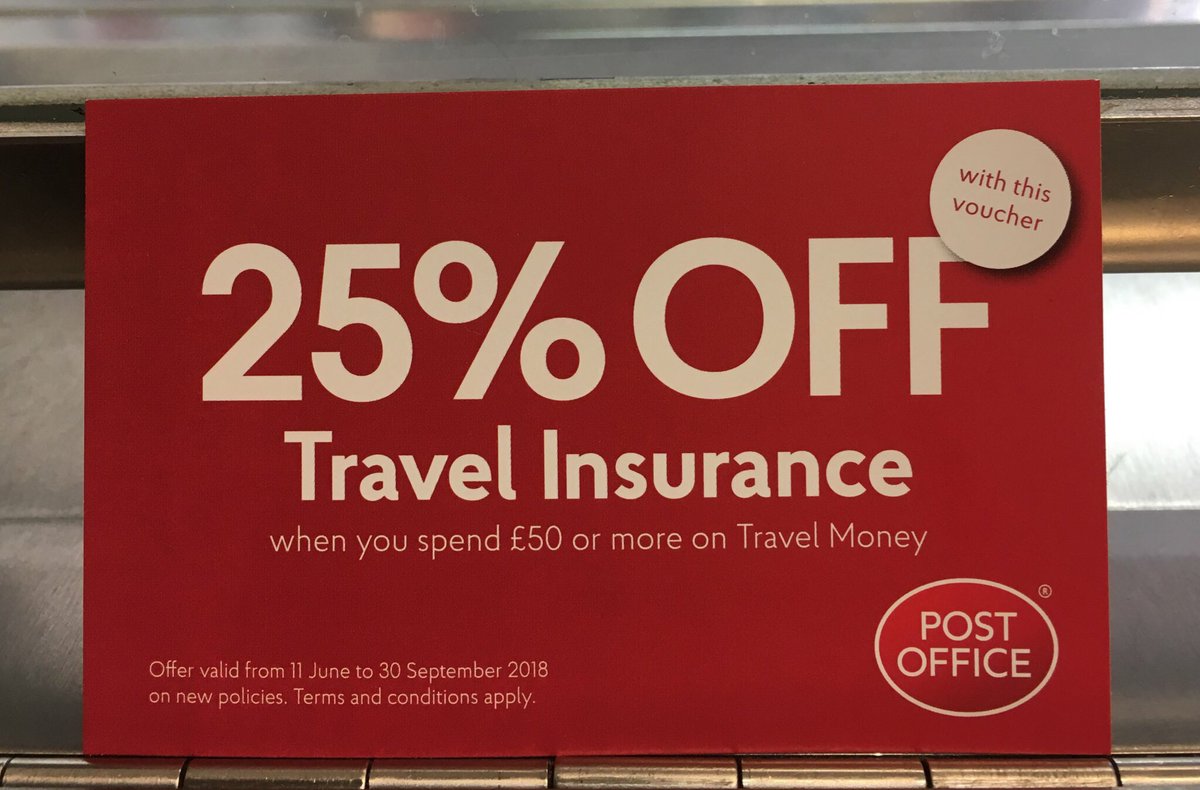 with this
voucher
25% OFF
Travel Insurance
when you spend £50 or more on Travel Money
POST
OFFICE
®
Offer valid from 11 June to 30 September 2018
on new policies. Terms and conditions apply.